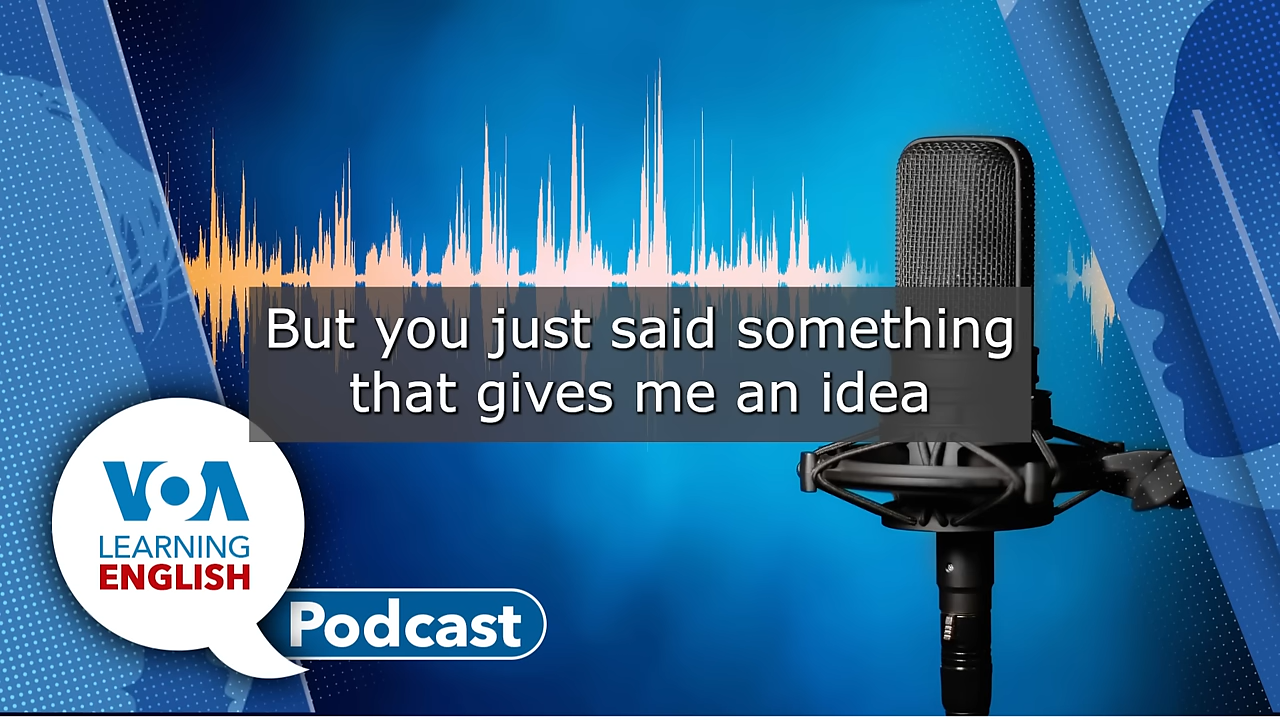 But you just said something
that gives me an idea
VOA
LEARNING
ENGLISH
Podcast